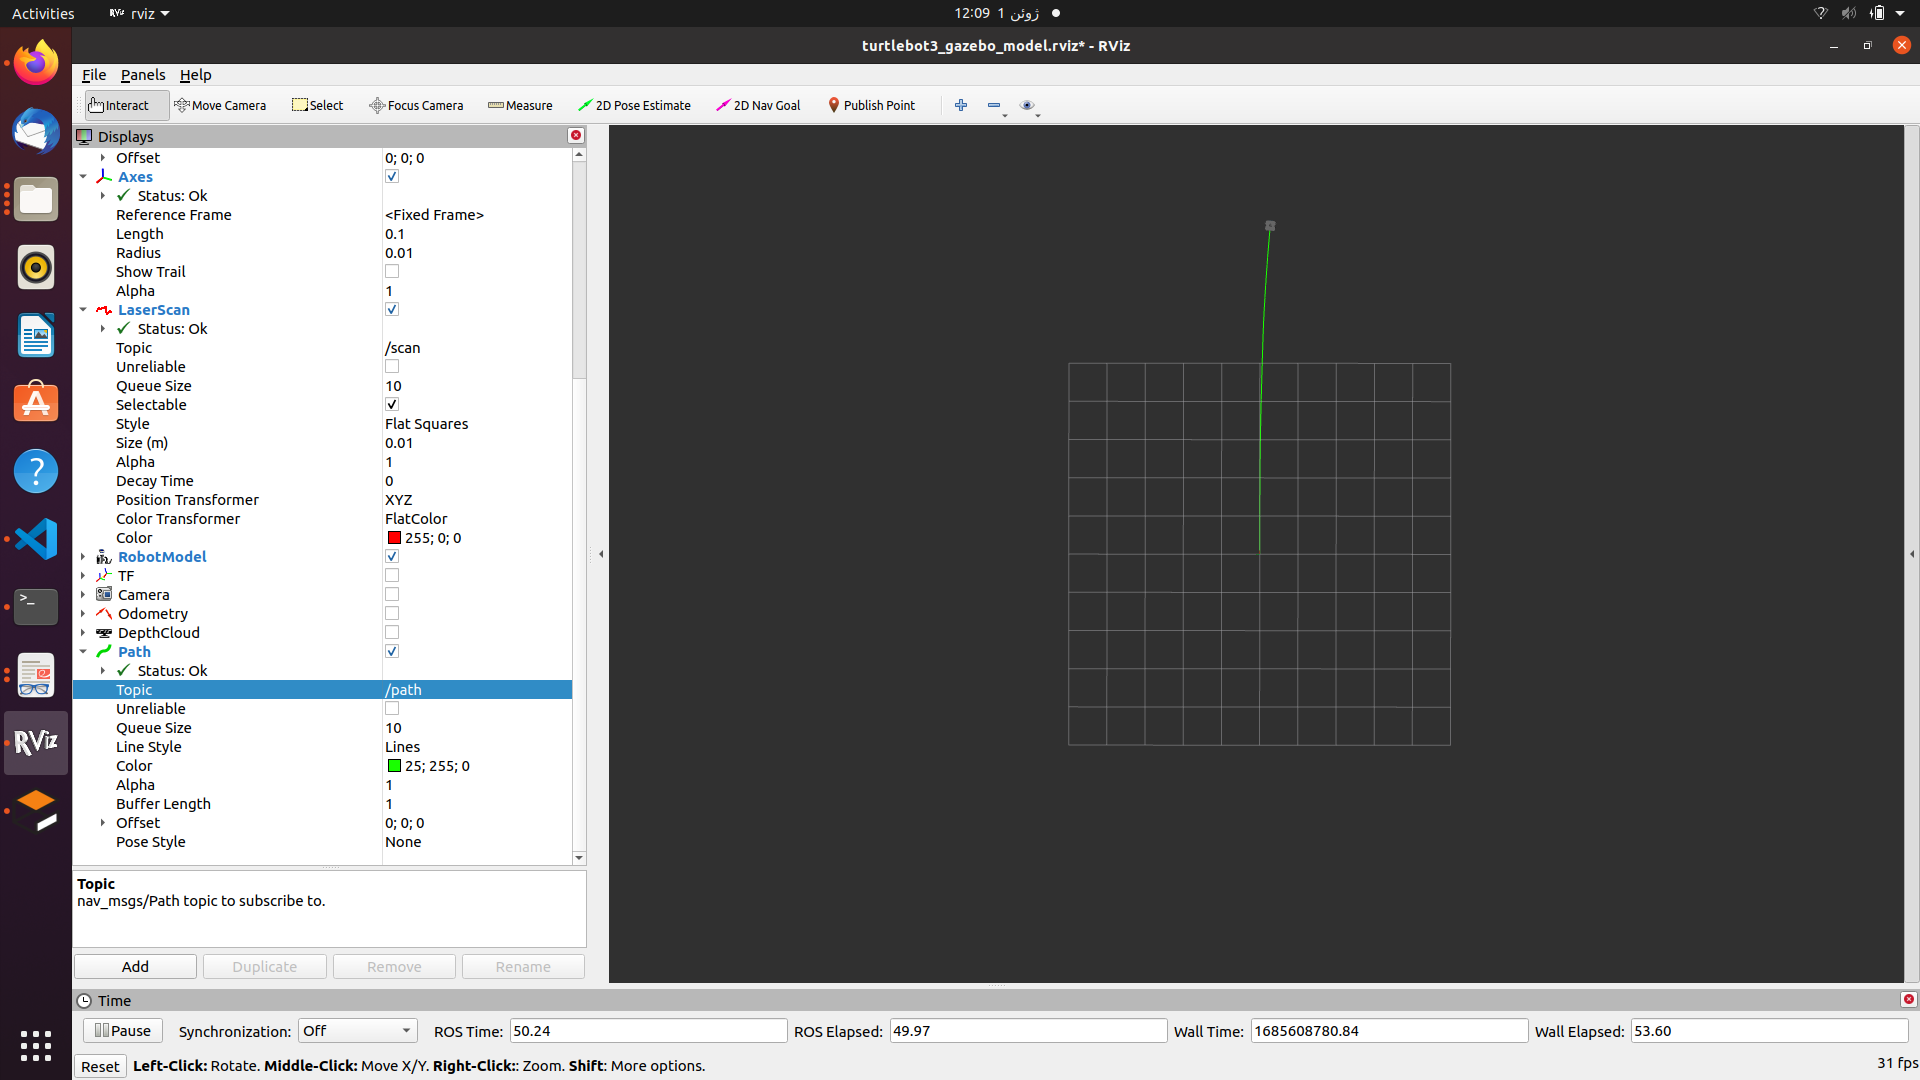 Activities
rviz
12:09  1 ژوئن
turtlebot3_gazebo_model.rviz* - RViz
File Panels Help
Interact Move Camera Select Focus Camera Measure 2D Pose Estimate 2D Nav Goal Publish Point
Displays
Offset 0; 0; 0
Axes
Status: Ok
Reference Frame <Fixed Frame>
Length 0.1
Radius 0.01
Show Trail
Alpha 1
LaserScan
Status: Ok
Topic /scan
Unreliable
Queue Size 10
Selectable
Style Flat Squares
Size (m) 0.01
Alpha 1
Decay Time 0
Position Transformer XYZ
Color Transformer FlatColor
Color 255; 0; 0
RobotModel
TF
Camera
Odometry
DepthCloud
Path
Status: Ok
Topic /path
Unreliable
Queue Size 10
Line Style Lines
Color 25; 255; 0
Alpha 1
Buffer Length 1
Offset 0; 0; 0
Pose Style None
Topic
nav_msgs/Path topic to subscribe to.
Add Duplicate Remove Rename
RViz
Time
Pause Synchronization: Off ROS Time: 50.24 ROS Elapsed: 49.97 Wall Time: 1685608780.84 Wall Elapsed: 53.60
Reset Left-Click: Rotate. Middle-Click: Move X/Y. Right-Click:: Zoom. Shift: More options. 31 fps